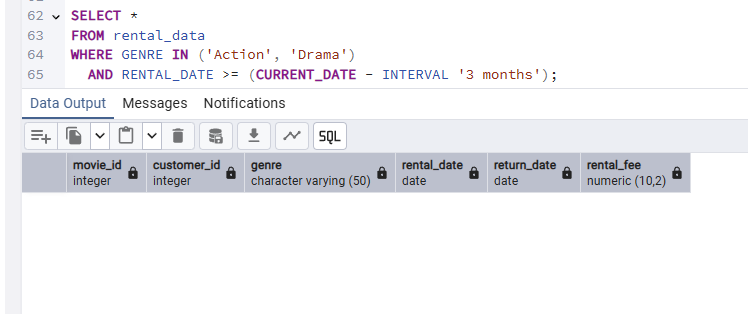 62 SELECT *
63 FROM rental_data
64 WHERE GENRE IN ('Action', 'Drama')
65 AND RENTAL_DATE >= (CURRENT_DATE - INTERVAL '3 months');
Data Output Messages Notifications
SQL
movie_id customer_id genre rental_date return_date rental_fee
integer integer character varying (50) date date numeric (10,2)